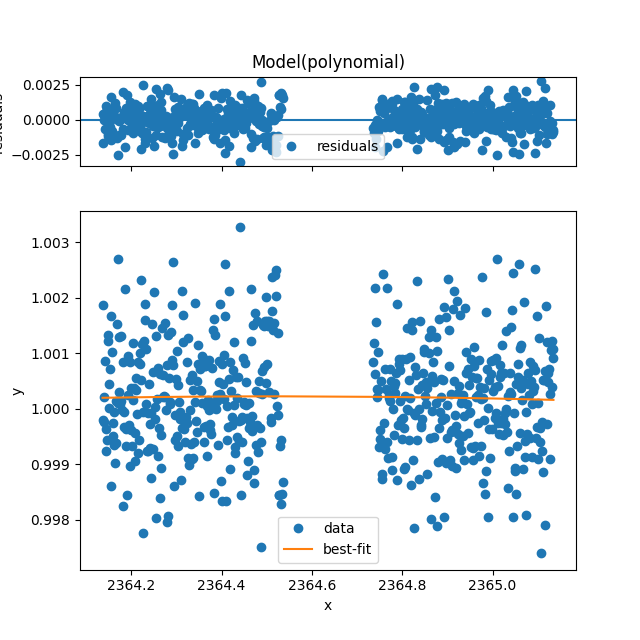 Model(polynomial)
0.0025
0.0000
−0.0025
residuals
residuals
1.003
1.002
1.001
1.000
0.999
0.998
y
data
best-fit
2364.2 2364.4 2364.6 2364.8 2365.0
x